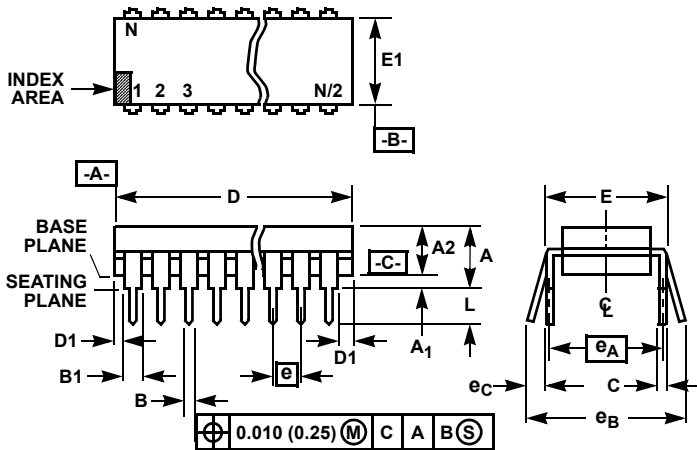 N
INDEX
AREA
1 2 3 N/2
E1
-B-
-A-
D
E
BASE
PLANE
SEATING
PLANE
A2
A
-C-
L
A1
D1
D1
B1
B
e
℄
eA
eC
C
eB
⌖ 0.010 (0.25) Ⓜ C A B Ⓢ